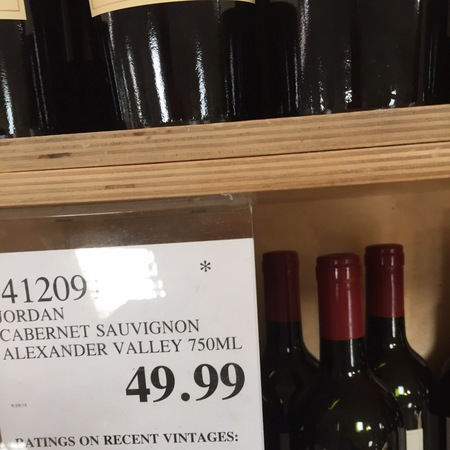 *
41209
JORDAN
CABERNET SAUVIGNON
ALEXANDER VALLEY 750ML
49.99
RATINGS ON RECENT VINTAGES: